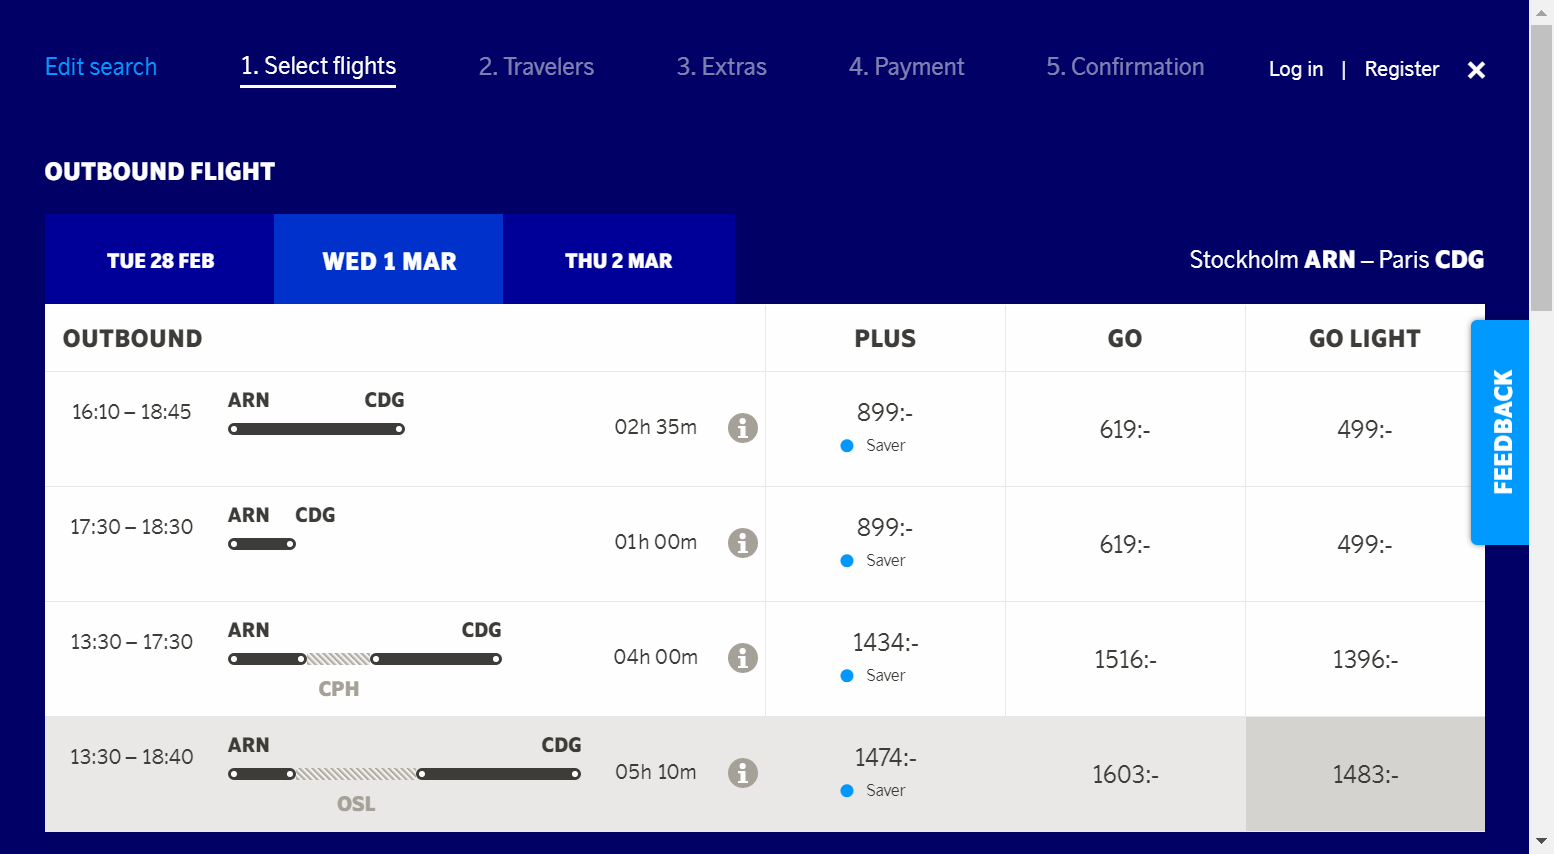 Edit search
1. Select flights
2. Travelers
3. Extras
4. Payment
5. Confirmation
Log in | Register ×
OUTBOUND FLIGHT
TUE 28 FEB
WED 1 MAR
THU 2 MAR
Stockholm ARN – Paris CDG
OUTBOUND
PLUS
GO
GO LIGHT
16:10 – 18:45
ARN CDG
02h 35m
i
899:-
Saver
619:-
499:-
17:30 – 18:30
ARN CDG
01h 00m
i
899:-
Saver
619:-
499:-
13:30 – 17:30
ARN CDG
CPH
04h 00m
i
1434:-
Saver
1516:-
1396:-
13:30 – 18:40
ARN CDG
OSL
05h 10m
i
1474:-
Saver
1603:-
1483:-
FEEDBACK